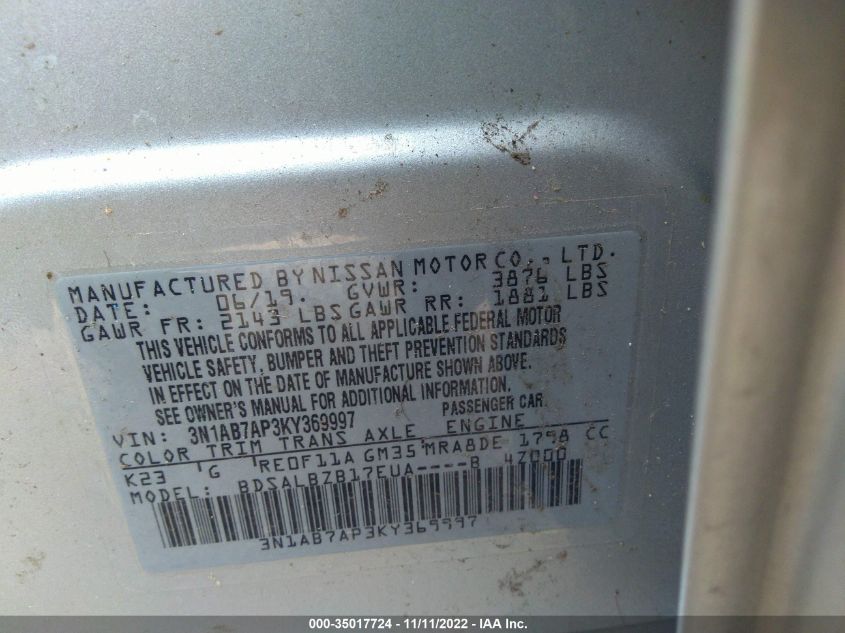 MANUFACTURED BY NISSAN MOTOR CO., LTD.
DATE: 06/19. GVWR: 3876 LBS
GAWR FR: 2143 LBS GAWR RR: 1881 LBS
THIS VEHICLE CONFORMS TO ALL APPLICABLE FEDERAL MOTOR
VEHICLE SAFETY, BUMPER AND THEFT PREVENTION STANDARDS
IN EFFECT ON THE DATE OF MANUFACTURE SHOWN ABOVE.
SEE OWNER'S MANUAL FOR ADDITIONAL INFORMATION.
VIN: 3N1AB7AP3KY369997 PASSENGER CAR
COLOR TRIM TRANS AXLE ENGINE
K23 G RE0F11A GM35 MRA8DE 1798 CC
MODEL: BDSALBZB17EUA----B 4Z000
3N1AB7AP3KY369997
000-35017724 - 11/11/2022 - IAA Inc.